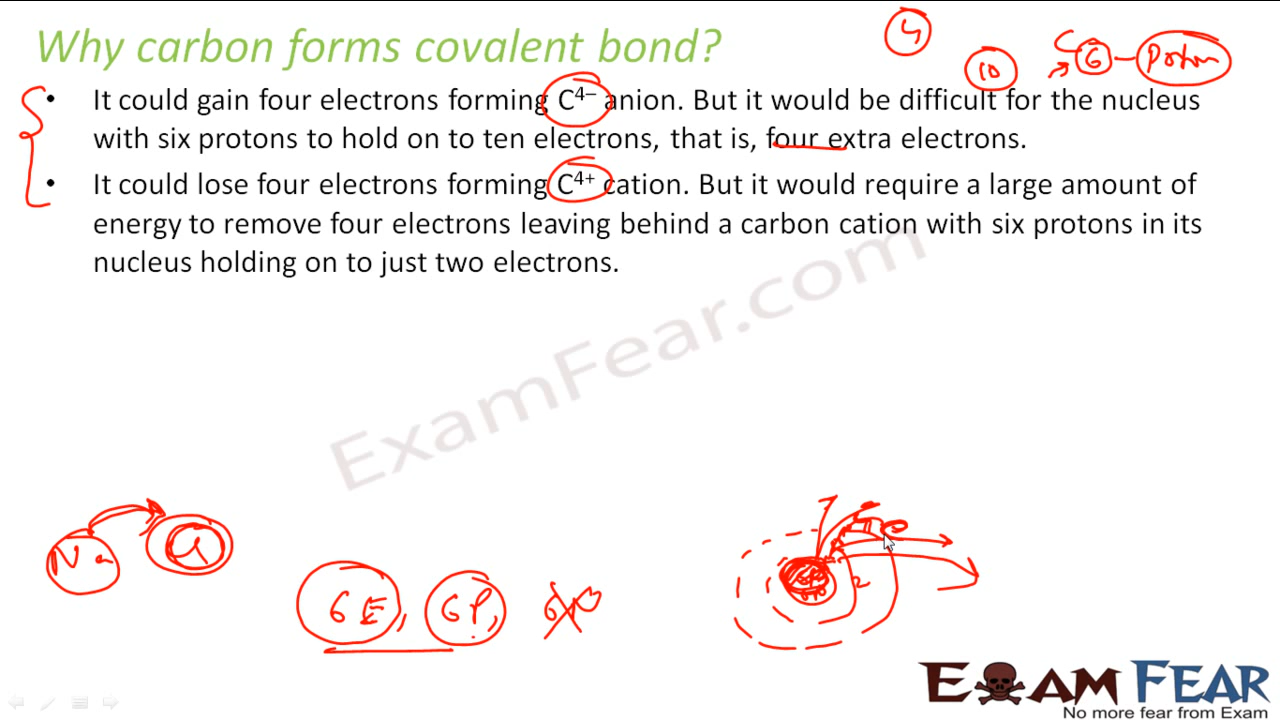 Why carbon forms covalent bond?
4
10
6 - Proton
• It could gain four electrons forming C⁴⁻ anion. But it would be difficult for the nucleus
with six protons to hold on to ten electrons, that is, four extra electrons.
• It could lose four electrons forming C⁴⁺ cation. But it would require a large amount of
energy to remove four electrons leaving behind a carbon cation with six protons in its
nucleus holding on to just two electrons.
ExamFear.com
Na
6E, 6P,
2
EXAM FEAR
No more fear from Exam